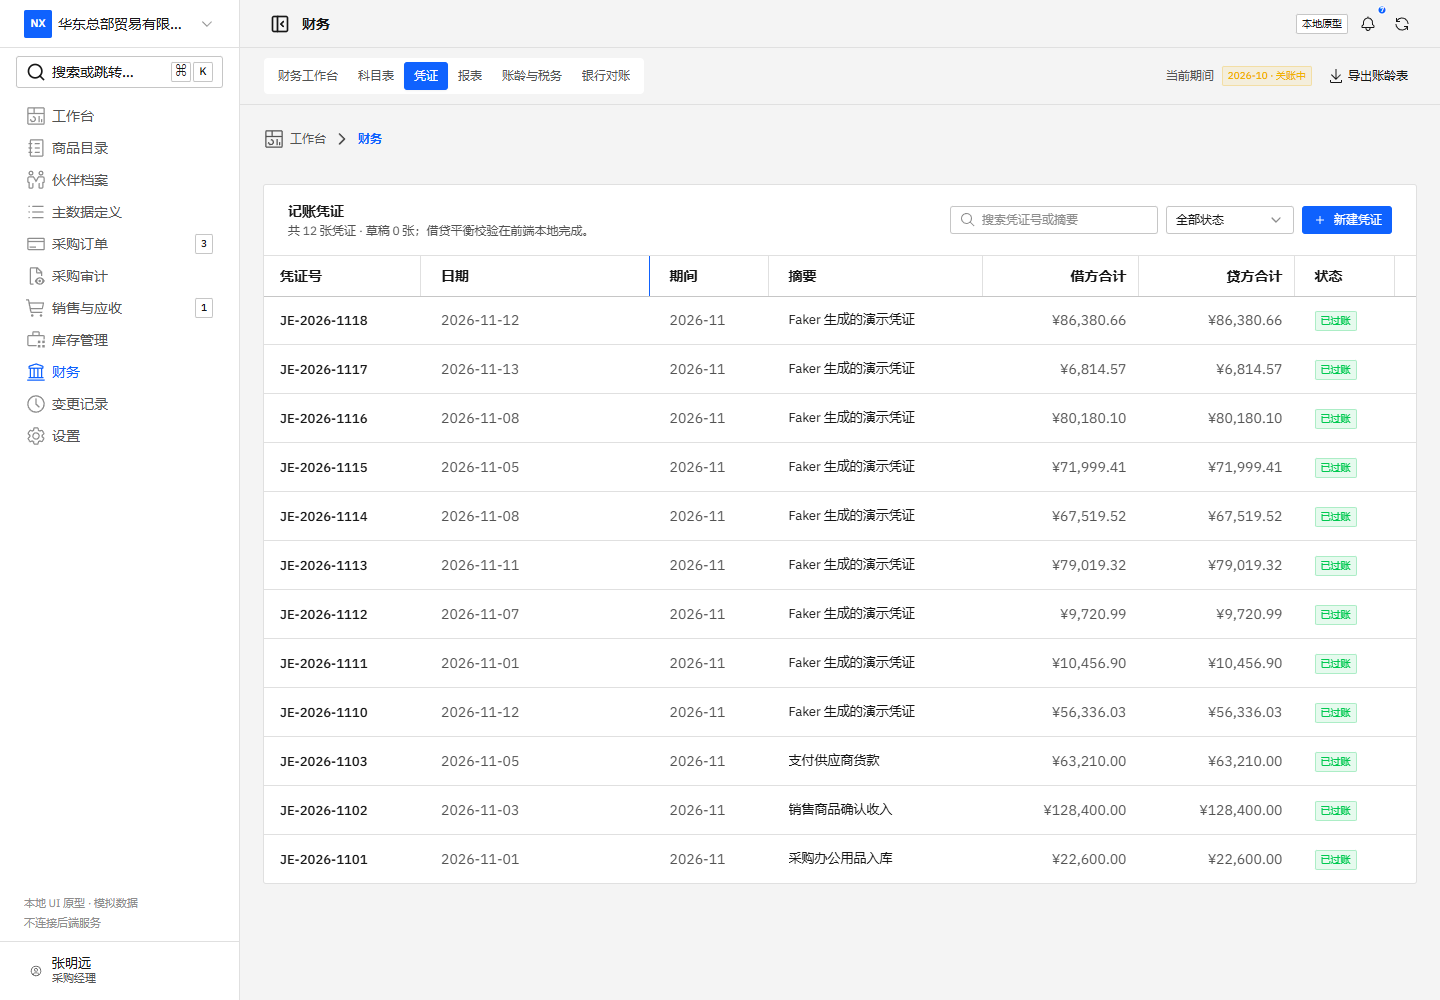 NX 华东总部贸易有限...
搜索或跳转... ⌘ K
工作台
商品目录
伙伴档案
主数据定义
采购订单 3
采购审计
销售与应收 1
库存管理
财务
变更记录
设置
本地 UI 原型 · 模拟数据
不连接后端服务
张明远
采购经理
财务
本地原型
财务工作台 科目表 凭证 报表 账龄与税务 银行对账
当前期间 2026-10 · 关账中 导出账龄表
工作台 财务
记账凭证
共 12 张凭证 · 草稿 0 张；借贷平衡校验在前端本地完成。
搜索凭证号或摘要 全部状态 + 新建凭证
凭证号 日期 期间 摘要 借方合计 贷方合计 状态
JE-2026-1118 2026-11-12 2026-11 Faker 生成的演示凭证 ¥86,380.66 ¥86,380.66 已过账
JE-2026-1117 2026-11-13 2026-11 Faker 生成的演示凭证 ¥6,814.57 ¥6,814.57 已过账
JE-2026-1116 2026-11-08 2026-11 Faker 生成的演示凭证 ¥80,180.10 ¥80,180.10 已过账
JE-2026-1115 2026-11-05 2026-11 Faker 生成的演示凭证 ¥71,999.41 ¥71,999.41 已过账
JE-2026-1114 2026-11-08 2026-11 Faker 生成的演示凭证 ¥67,519.52 ¥67,519.52 已过账
JE-2026-1113 2026-11-11 2026-11 Faker 生成的演示凭证 ¥79,019.32 ¥79,019.32 已过账
JE-2026-1112 2026-11-07 2026-11 Faker 生成的演示凭证 ¥9,720.99 ¥9,720.99 已过账
JE-2026-1111 2026-11-01 2026-11 Faker 生成的演示凭证 ¥10,456.90 ¥10,456.90 已过账
JE-2026-1110 2026-11-12 2026-11 Faker 生成的演示凭证 ¥56,336.03 ¥56,336.03 已过账
JE-2026-1103 2026-11-05 2026-11 支付供应商货款 ¥63,210.00 ¥63,210.00 已过账
JE-2026-1102 2026-11-03 2026-11 销售商品确认收入 ¥128,400.00 ¥128,400.00 已过账
JE-2026-1101 2026-11-01 2026-11 采购办公用品入库 ¥22,600.00 ¥22,600.00 已过账